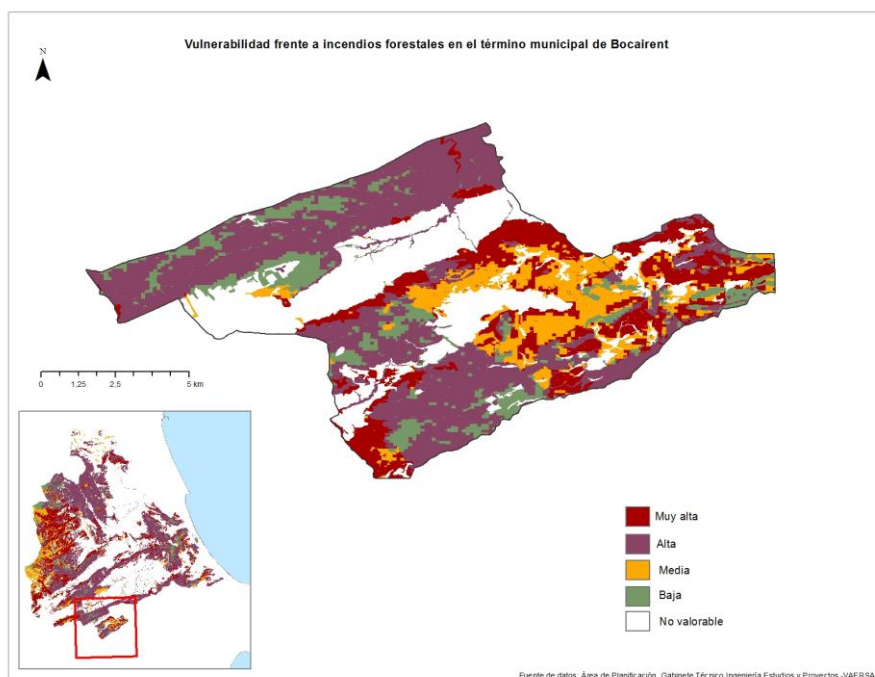 Vulnerabilidad frente a incendios forestales en el término municipal de Bocairent
N
0 1,25 2,5 5 km
Muy alta
Alta
Media
Baja
No valorable
Fuente de datos. Área de Planificación. Gabinete Técnico Ingeniería Estudios y Proyectos -VAERSA